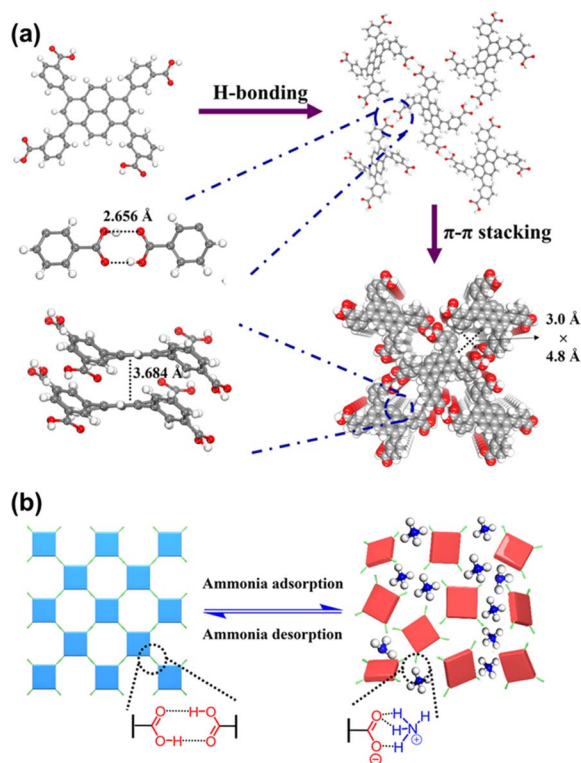 (a)
H-bonding
2.656 Å
π-π stacking
3.684 Å
3.0 Å
×
4.8 Å
(b)
Ammonia adsorption
Ammonia desorption
O H-O
O-H O
O H H
N
⊕
O H
⊖